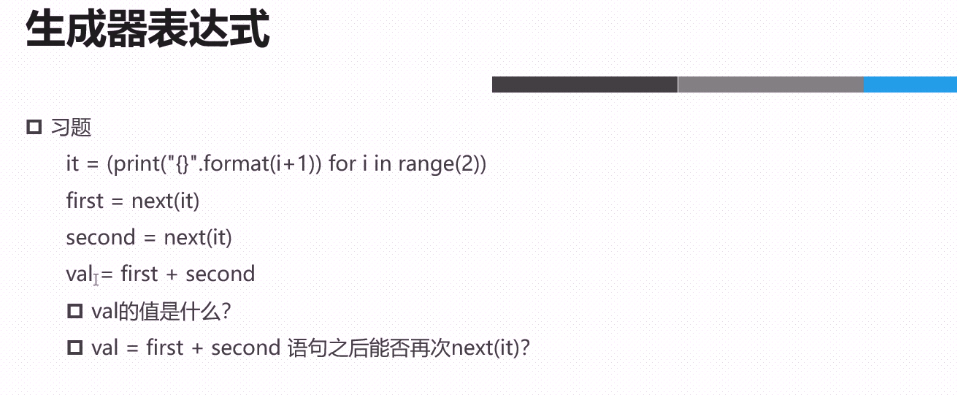 生成器表达式
习题
it = (print("{}".format(i+1)) for i in range(2))
first = next(it)
second = next(it)
val = first + second
val的值是什么?
val = first + second 语句之后能否再次next(it)?